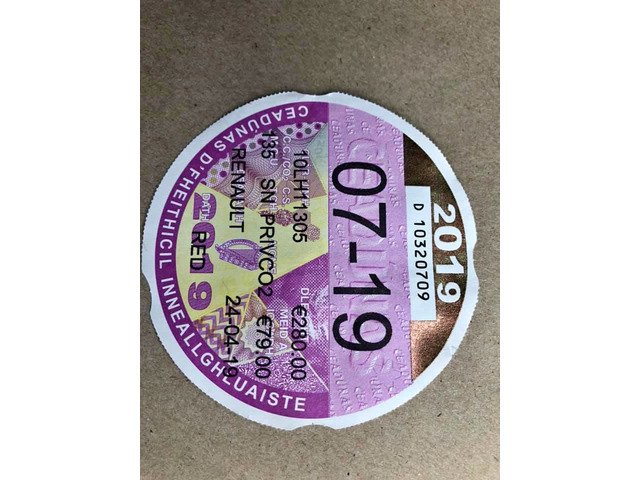 2019
D 10320709
07-19
10LH11305
€280.00
135 SN PRIVCO2 €79.00
RENAULT
24-04-19
RED
2019
CEADÚNAS D'FHEITHICIL INNEALLGHLUAISTE